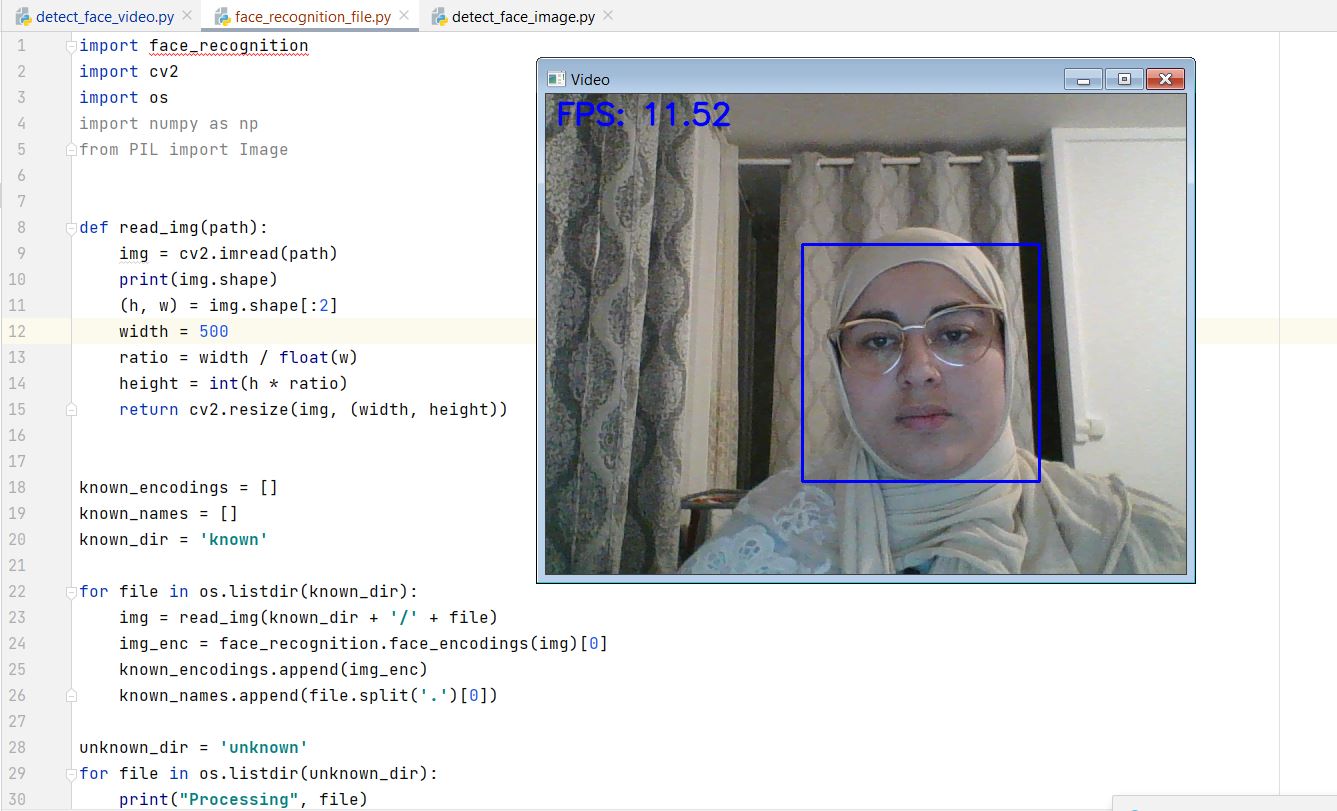 detect_face_video.py face_recognition_file.py detect_face_image.py
1 import face_recognition
2 import cv2
3 import os
4 import numpy as np
5 from PIL import Image
6
7
8 def read_img(path):
9     img = cv2.imread(path)
10     print(img.shape)
11     (h, w) = img.shape[:2]
12     width = 500
13     ratio = width / float(w)
14     height = int(h * ratio)
15     return cv2.resize(img, (width, height))
16
17
18 known_encodings = []
19 known_names = []
20 known_dir = 'known'
21
22 for file in os.listdir(known_dir):
23     img = read_img(known_dir + '/' + file)
24     img_enc = face_recognition.face_encodings(img)[0]
25     known_encodings.append(img_enc)
26     known_names.append(file.split('.')[0])
27
28 unknown_dir = 'unknown'
29 for file in os.listdir(unknown_dir):
30     print("Processing", file)
Video
FPS: 11.52